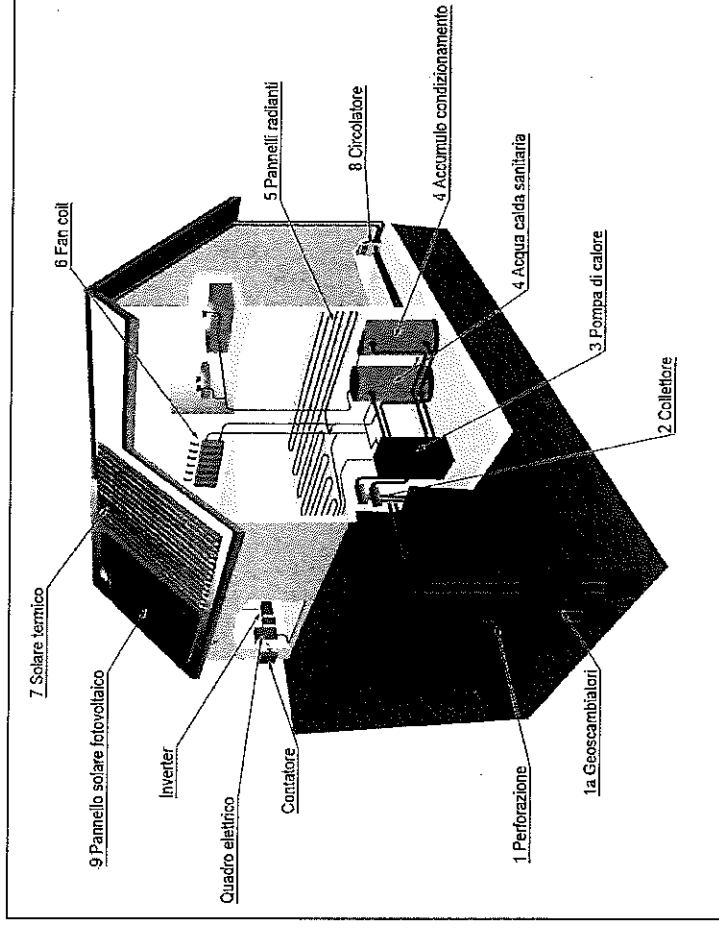 7 Solare termico
9 Pannello solare fotovoltaico
Inverter
Quadro elettrico
Contatore
1 Perforazione
1a Geoscambiatori
2 Collettore
3 Pompa di calore
4 Acqua calda sanitaria
4 Accumulo condizionamento
8 Circolatore
5 Pannelli radianti
6 Fan coil